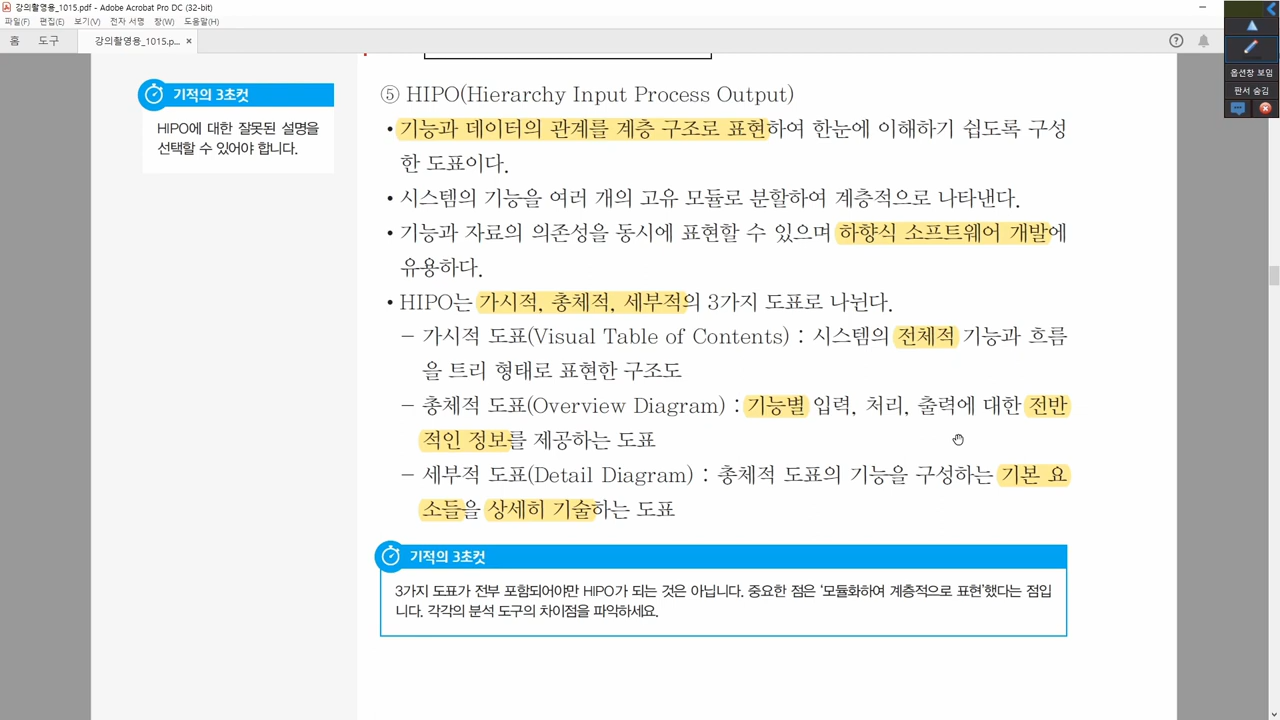 강의촬영용_1015.pdf - Adobe Acrobat Pro DC (32-bit)
파일(F) 편집(E) 보기(V) 전자 서명 창(W) 도움말(H)
홈 도구 강의촬영용_1015.p... ×
옵션창 보임
판서 숨김
기적의 3초컷
HIPO에 대한 잘못된 설명을
선택할 수 있어야 합니다.
⑤ HIPO(Hierarchy Input Process Output)
• 기능과 데이터의 관계를 계층 구조로 표현하여 한눈에 이해하기 쉽도록 구성
한 도표이다.
• 시스템의 기능을 여러 개의 고유 모듈로 분할하여 계층적으로 나타낸다.
• 기능과 자료의 의존성을 동시에 표현할 수 있으며 하향식 소프트웨어 개발에
유용하다.
• HIPO는 가시적, 총체적, 세부적의 3가지 도표로 나뉜다.
– 가시적 도표(Visual Table of Contents) : 시스템의 전체적 기능과 흐름
을 트리 형태로 표현한 구조도
– 총체적 도표(Overview Diagram) : 기능별 입력, 처리, 출력에 대한 전반
적인 정보를 제공하는 도표
– 세부적 도표(Detail Diagram) : 총체적 도표의 기능을 구성하는 기본 요
소들을 상세히 기술하는 도표
기적의 3초컷
3가지 도표가 전부 포함되어야만 HIPO가 되는 것은 아닙니다. 중요한 점은 '모듈화하여 계층적으로 표현'했다는 점입
니다. 각각의 분석 도구의 차이점을 파악하세요.